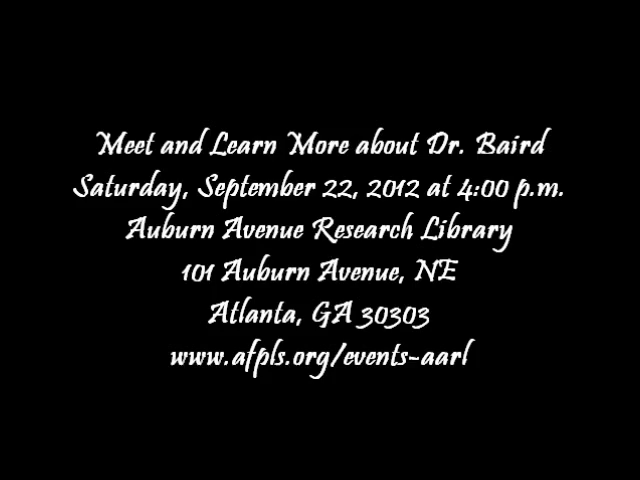 Meet and Learn More about Dr. Baird
Saturday, September 22, 2012 at 4:00 p.m.
Auburn Avenue Research Library
101 Auburn Avenue, NE
Atlanta, GA 30303
www.afpls.org/events-aarl